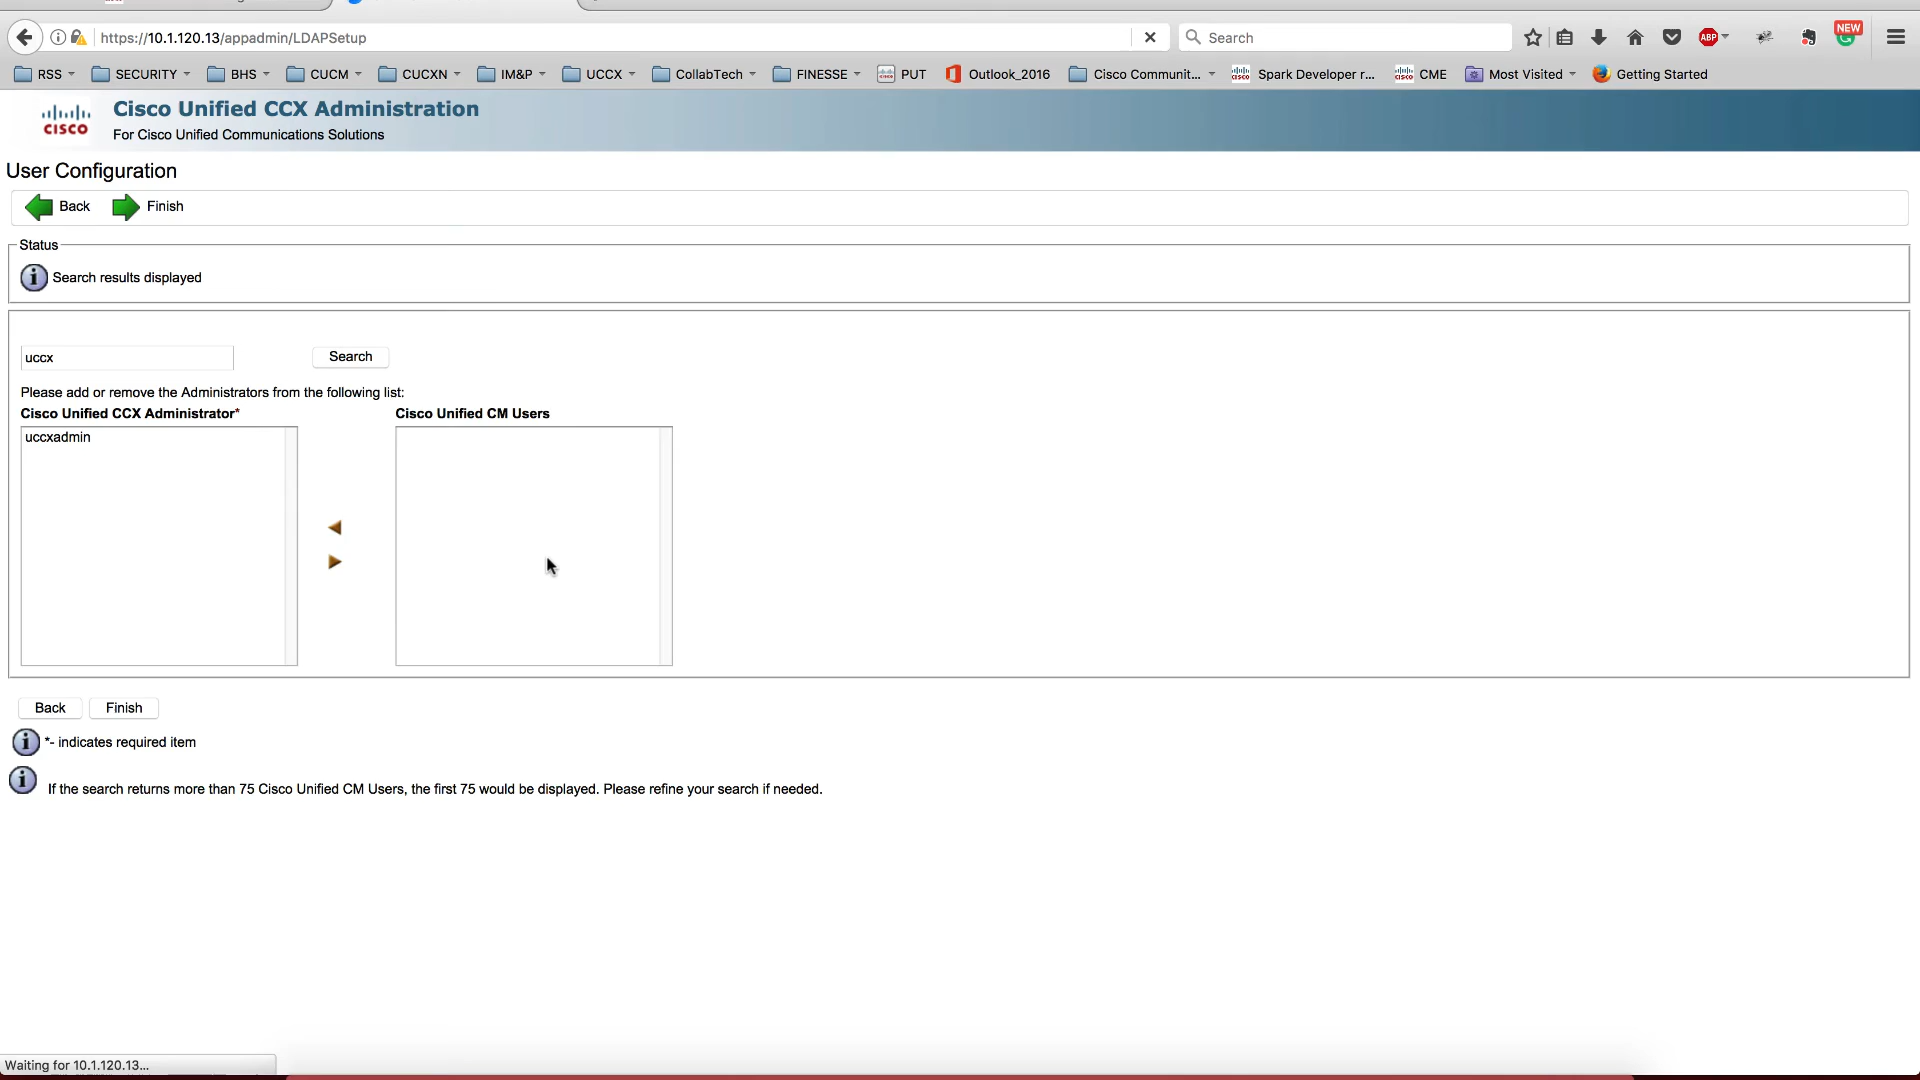 https://10.1.120.13/appadmin/LDAPSetup
Search
NEW
ABP
RSS
SECURITY
BHS
CUCM
CUCXN
IM&P
UCCX
CollabTech
FINESSE
PUT
Outlook_2016
Cisco Communit...
Spark Developer r...
CME
Most Visited
Getting Started
CISCO
Cisco Unified CCX Administration
For Cisco Unified Communications Solutions
User Configuration
Back
Finish
Status
Search results displayed
uccx
Search
Please add or remove the Administrators from the following list:
Cisco Unified CCX Administrator*
Cisco Unified CM Users
uccxadmin
Back
Finish
*- indicates required item
If the search returns more than 75 Cisco Unified CM Users, the first 75 would be displayed. Please refine your search if needed.
Waiting for 10.1.120.13...